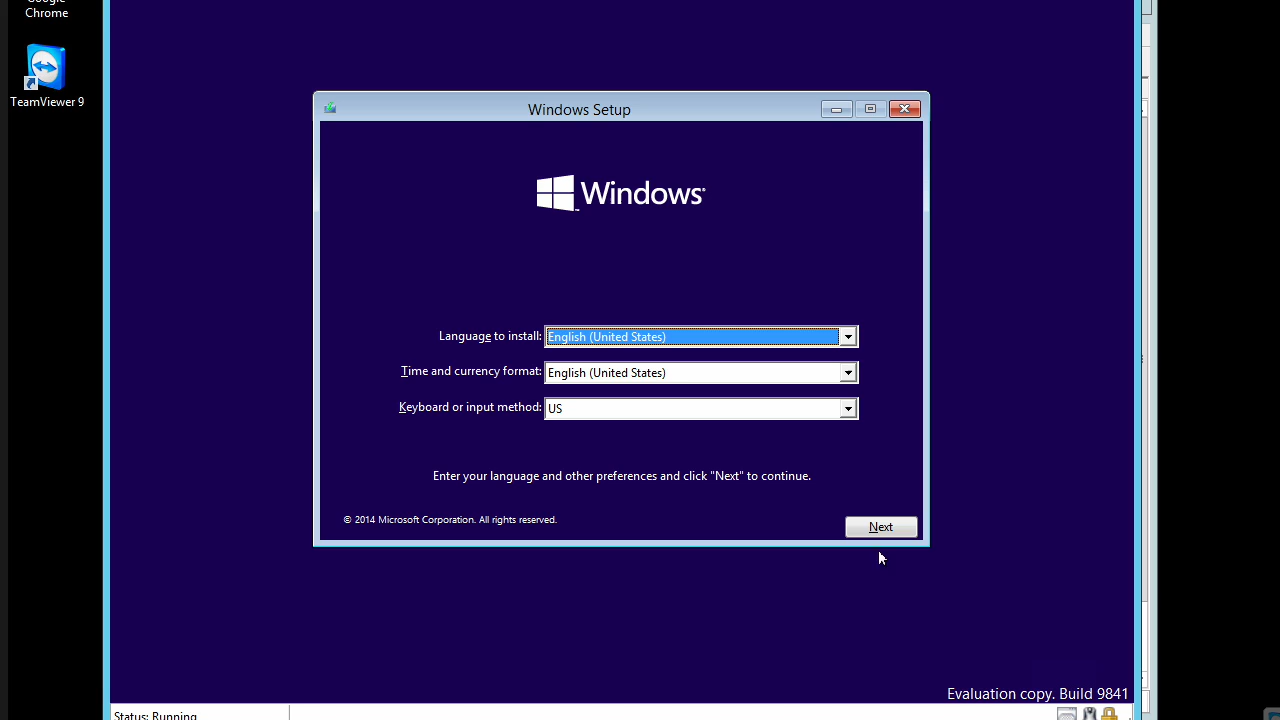 Google
Chrome
TeamViewer 9
Windows Setup
Windows
Language to install:
English (United States)
Time and currency format:
English (United States)
Keyboard or input method:
US
Enter your language and other preferences and click "Next" to continue.
© 2014 Microsoft Corporation. All rights reserved.
Next
Evaluation copy. Build 9841
Status: Running